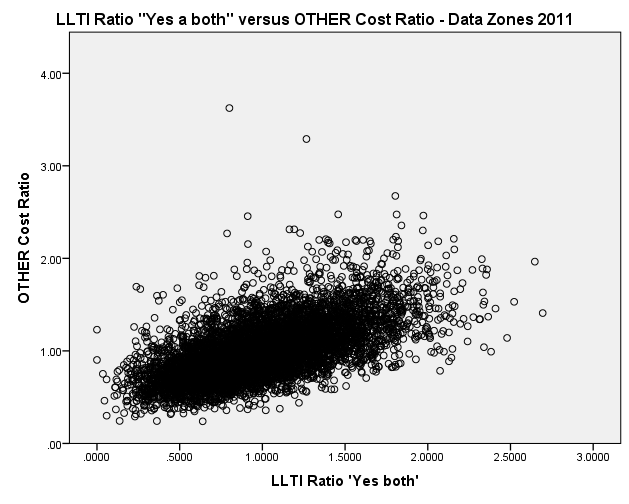 LLTI Ratio "Yes a both" versus OTHER Cost Ratio - Data Zones 2011
4.00
3.00
2.00
1.00
.00
OTHER Cost Ratio
.0000 .5000 1.0000 1.5000 2.0000 2.5000 3.0000
LLTI Ratio 'Yes both'